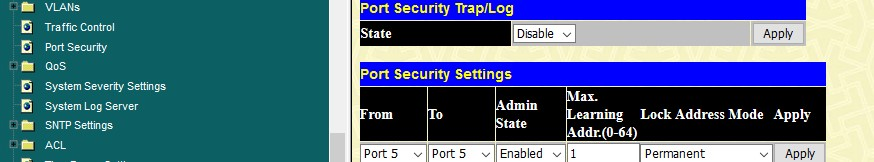 VLANs
Traffic Control
Port Security
QoS
System Severity Settings
System Log Server
SNTP Settings
ACL
Port Security Trap/Log
State Disable Apply
Port Security Settings
From To Admin State Max. Learning Addr.(0-64) Lock Address Mode Apply
Port 5 Port 5 Enabled 1 Permanent Apply